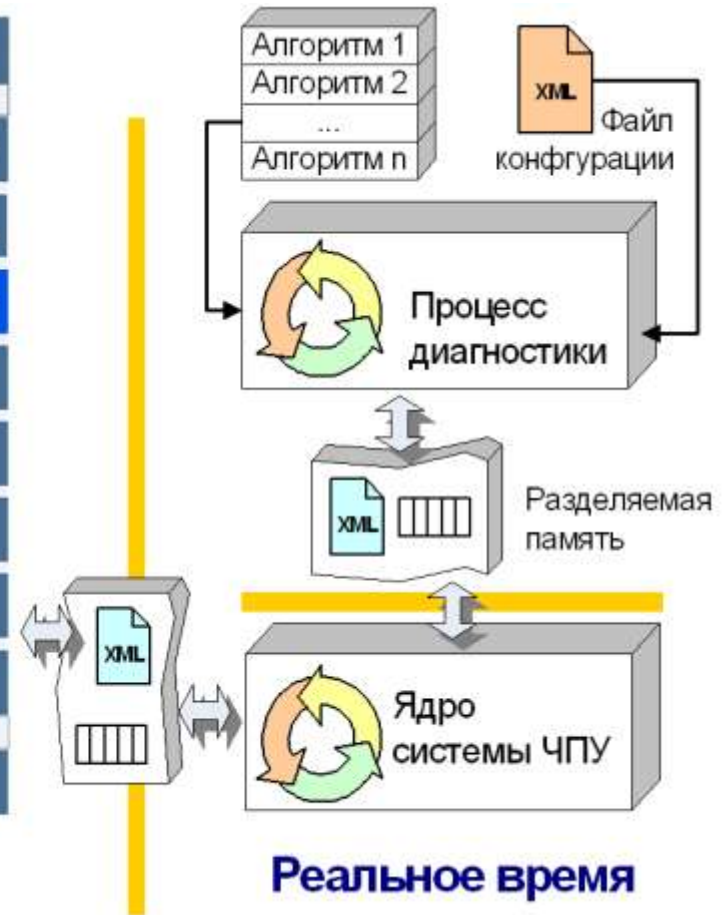 Алгоритм 1
Алгоритм 2
...
Алгоритм n
XML
Файл
конфгурации
Процесс
диагностики
XML
Разделяемая
память
XML
Ядро
системы ЧПУ
Реальное время